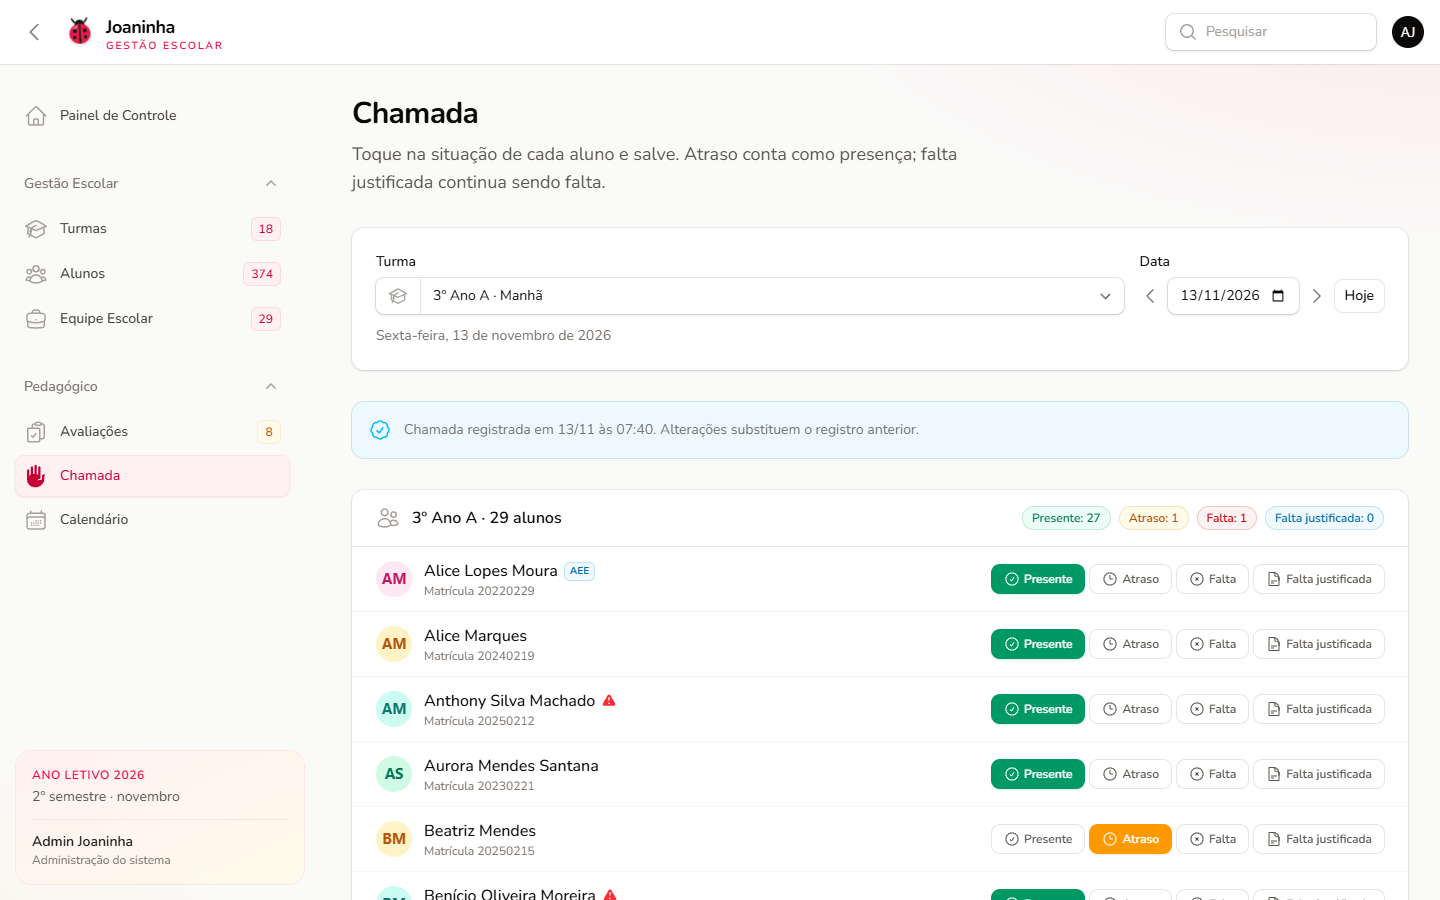 Joaninha
GESTÃO ESCOLAR
Pesquisar
AJ
Painel de Controle
Gestão Escolar
Turmas
18
Alunos
374
Equipe Escolar
29
Pedagógico
Avaliações
8
Chamada
Calendário
ANO LETIVO 2026
2º semestre · novembro
Admin Joaninha
Administração do sistema
Chamada
Toque na situação de cada aluno e salve. Atraso conta como presença; falta
justificada continua sendo falta.
Turma
3º Ano A · Manhã
Sexta-feira, 13 de novembro de 2026
Data
13/11/2026
Hoje
Chamada registrada em 13/11 às 07:40. Alterações substituem o registro anterior.
3º Ano A · 29 alunos
Presente: 27
Atraso: 1
Falta: 1
Falta justificada: 0
AM
Alice Lopes Moura AEE
Matrícula 20220229
Presente Atraso Falta Falta justificada
AM
Alice Marques
Matrícula 20240219
Presente Atraso Falta Falta justificada
AM
Anthony Silva Machado
Matrícula 20250212
Presente Atraso Falta Falta justificada
AS
Aurora Mendes Santana
Matrícula 20230221
Presente Atraso Falta Falta justificada
BM
Beatriz Mendes
Matrícula 20250215
Presente Atraso Falta Falta justificada
Benício Oliveira Moreira